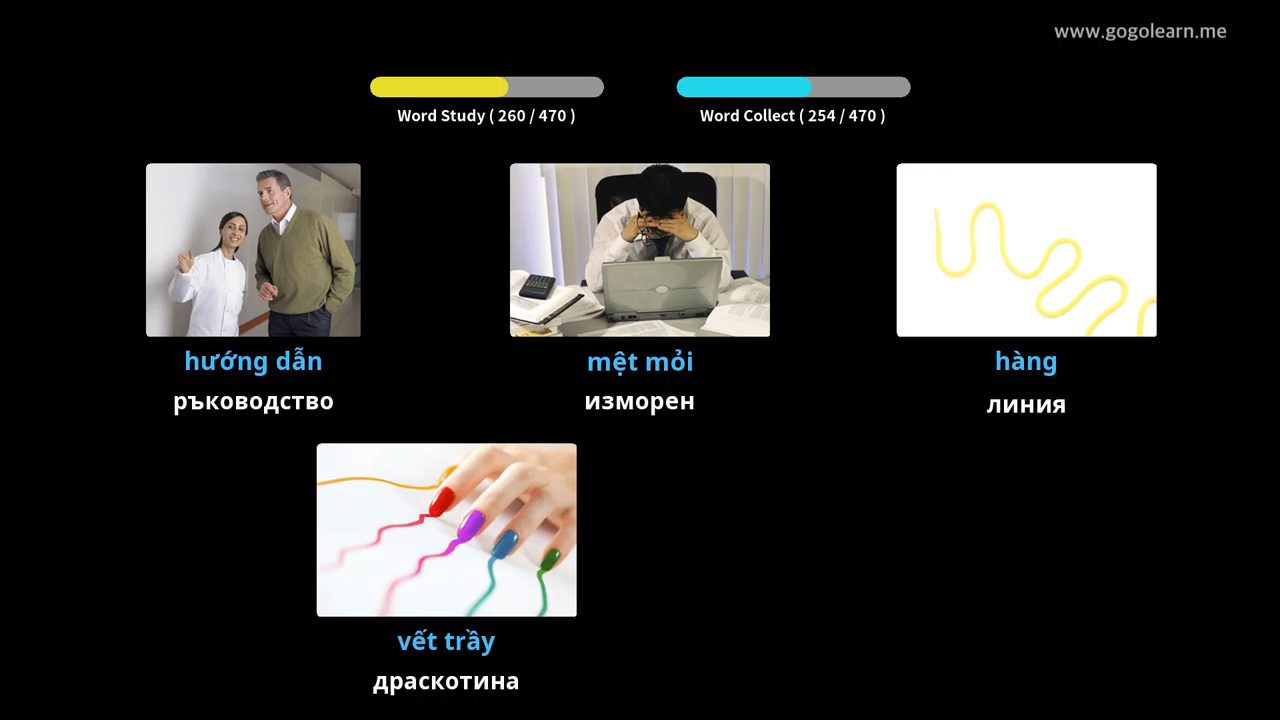 www.gogolearn.me
Word Study ( 260 / 470 )
Word Collect ( 254 / 470 )
hướng dẫn
ръководство
mệt mỏi
изморен
hàng
линия
vết trầy
драскотина